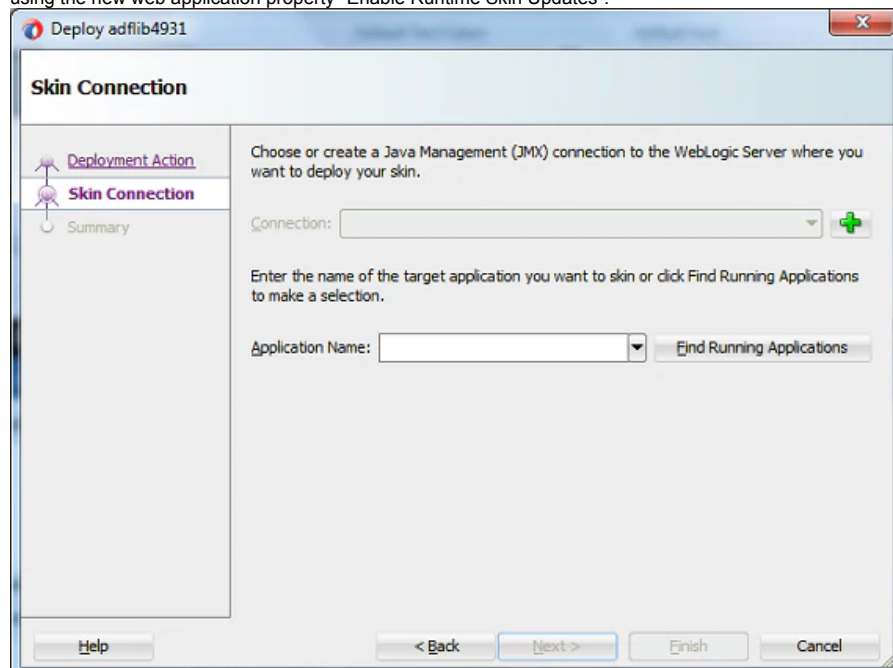 using the new web application property "Enable Runtime Skin Updates".
Deploy adflib4931
Skin Connection
Deployment Action
Skin Connection
Summary
Choose or create a Java Management (JMX) connection to the WebLogic Server where you
want to deploy your skin.
Connection:
Enter the name of the target application you want to skin or click Find Running Applications
to make a selection.
Application Name:
Find Running Applications
Help
< Back
Next >
Finish
Cancel